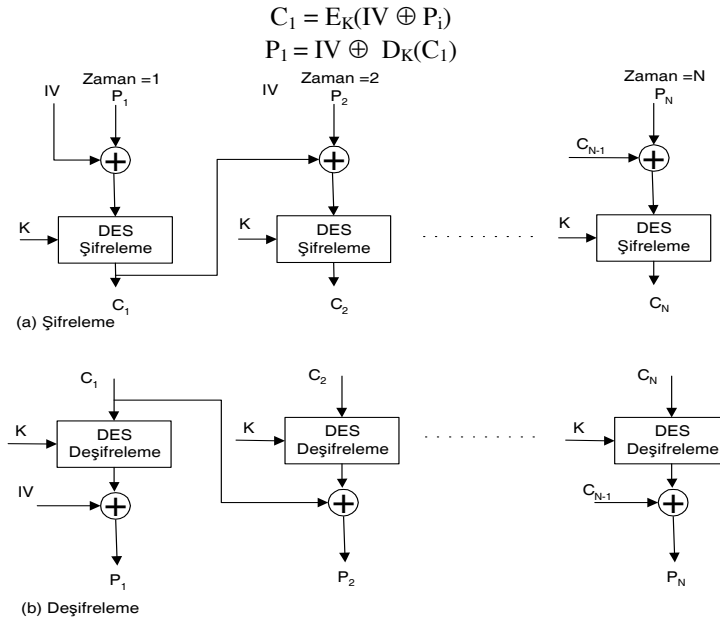 C₁ = E_K(IV ⊕ P_i)
P₁ = IV ⊕ D_K(C₁)
Zaman =1 Zaman =2 Zaman =N
IV P₁ IV P₂ P_N
C_{N-1}
K DES Şifreleme K DES Şifreleme . . . . . . . . K DES Şifreleme
C₁ C₂ C_N
(a) Şifreleme
C₁ C₂ C_N
K DES Deşifreleme K DES Deşifreleme . . . . . . . . K DES Deşifreleme
IV C_{N-1}
P₁ P₂ P_N
(b) Deşifreleme